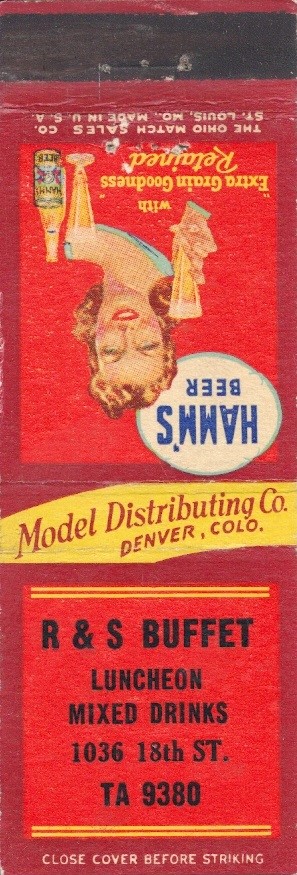 THE OHIO MATCH SALES CO.
ST. LOUIS, MO., MADE IN U.S.A
HAMM'S
BEER
with
"Extra Grain Goodness"
Retained
HAMM'S
BEER
Model Distributing Co.
DENVER, COLO.
R & S BUFFET
LUNCHEON
MIXED DRINKS
1036 18th ST.
TA 9380
CLOSE COVER BEFORE STRIKING